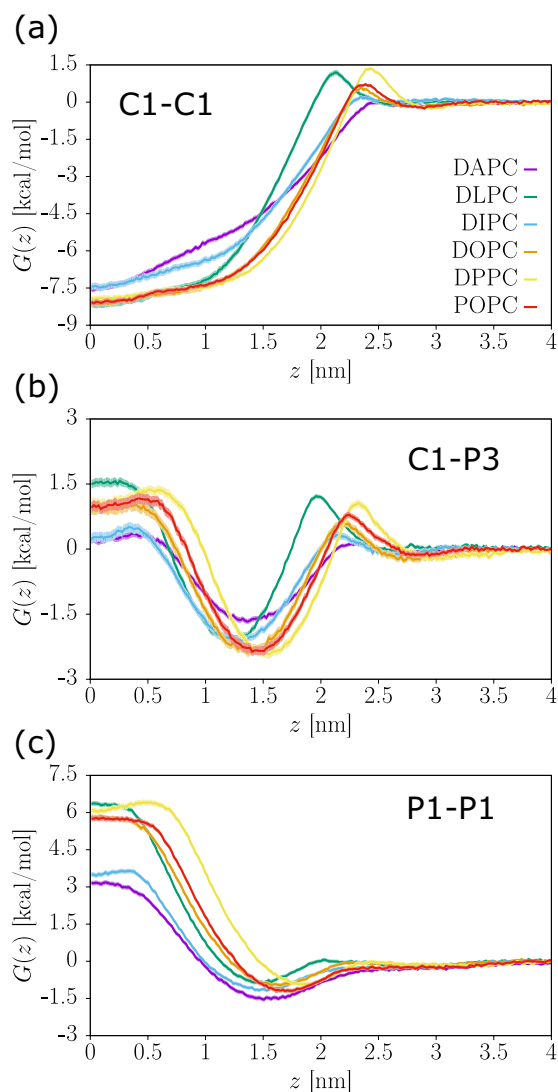 (a)
1.5
0
-1.5
-3
-4.5
-6
-7.5
-9
G(z) [kcal/mol]
C1-C1
DAPC
DLPC
DIPC
DOPC
DPPC
POPC
0 0.5 1 1.5 2 2.5 3 3.5 4
z [nm]
(b)
3
1.5
0
-1.5
-3
G(z) [kcal/mol]
C1-P3
0 0.5 1 1.5 2 2.5 3 3.5 4
z [nm]
(c)
7.5
6
4.5
3
1.5
0
-1.5
-3
G(z) [kcal/mol]
P1-P1
0 0.5 1 1.5 2 2.5 3 3.5 4
z [nm]